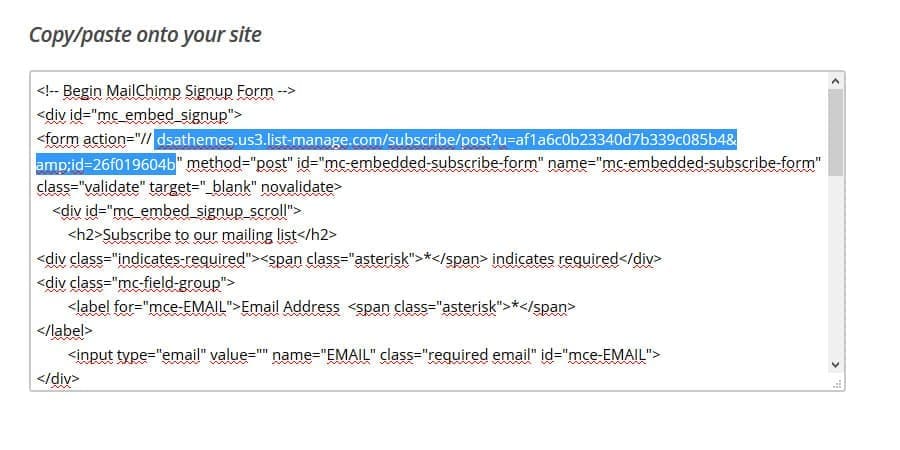 Copy/paste onto your site
<!-- Begin MailChimp Signup Form -->
<div id="mc_embed_signup">
<form action="// dsathemes.us3.list-manage.com/subscribe/post?u=af1a6c0b23340d7b339c085b4&
amp;id=26f019604b" method="post" id="mc-embedded-subscribe-form" name="mc-embedded-subscribe-form"
class="validate" target="_blank" novalidate>
<div id="mc_embed_signup_scroll">
<h2>Subscribe to our mailing list</h2>
<div class="indicates-required"><span class="asterisk">*</span> indicates required</div>
<div class="mc-field-group">
<label for="mce-EMAIL">Email Address  <span class="asterisk">*</span>
</label>
<input type="email" value="" name="EMAIL" class="required email" id="mce-EMAIL">
</div>